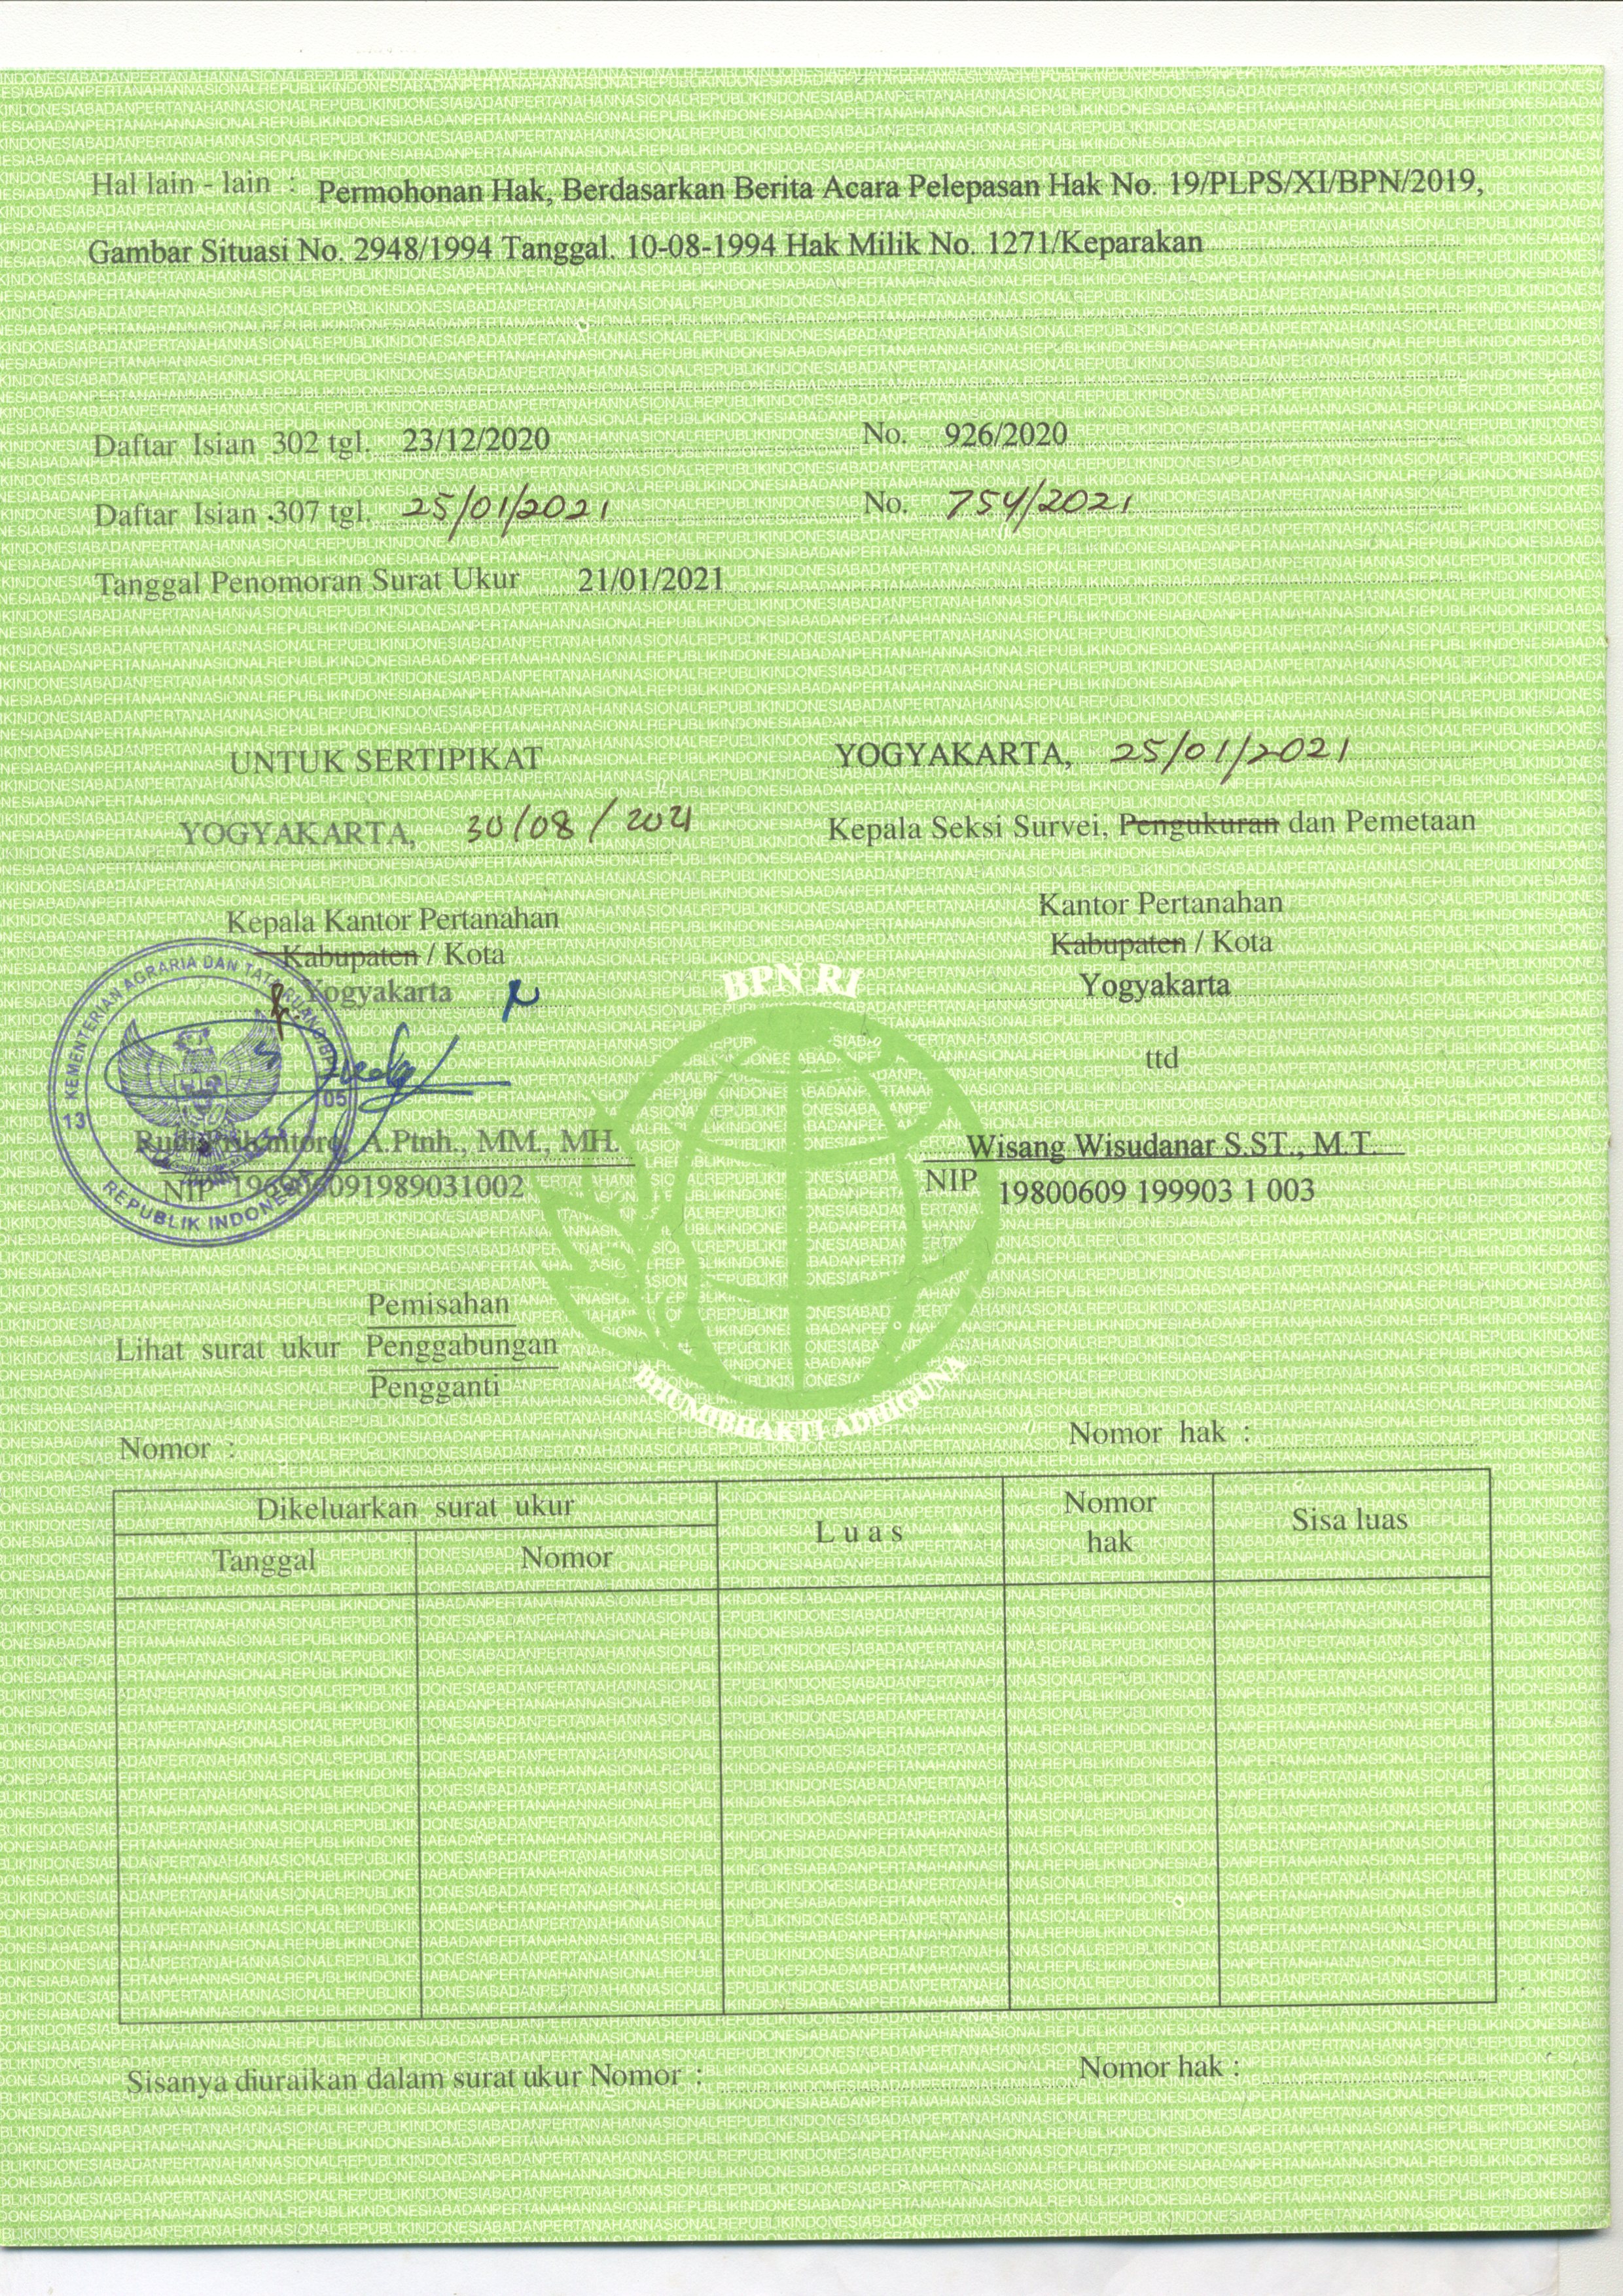 Hal lain - lain : Permohonan Hak, Berdasarkan Berita Acara Pelepasan Hak No. 19/PLPS/XI/BPN/2019,
Gambar Situasi No. 2948/1994 Tanggal. 10-08-1994 Hak Milik No. 1271/Keparakan
Daftar Isian 302 tgl. 23/12/2020 No. 926/2020
Daftar Isian 307 tgl. 25/01/2021 No. 754/2021
Tanggal Penomoran Surat Ukur 21/01/2021
UNTUK SERTIPIKAT
YOGYAKARTA, 30/08/2021
Kepala Kantor Pertanahan
Kabupaten / Kota
Yogyakarta
A.Ptnh., MM., MH.
NIP
YOGYAKARTA, 25/01/2021
Kepala Seksi Survei, Pengukuran dan Pemetaan
Kantor Pertanahan
Kabupaten / Kota
Yogyakarta
ttd
Wisang Wisudanar S.ST., M.T.
NIP 19800609 199903 1 003
KEMENTERIAN AGRARIA DAN TATA RUANG/
13 05
REPUBLIK INDONESIA
BPN RI
BHUMIBHAKTI ADHIGUNA
Pemisahan
Lihat surat ukur Penggabungan
Pengganti
Nomor : Nomor hak :
Dikeluarkan surat ukur
Tanggal Nomor
Luas
Nomor
hak
Sisa luas
Sisanya diuraikan dalam surat ukur Nomor : Nomor hak :